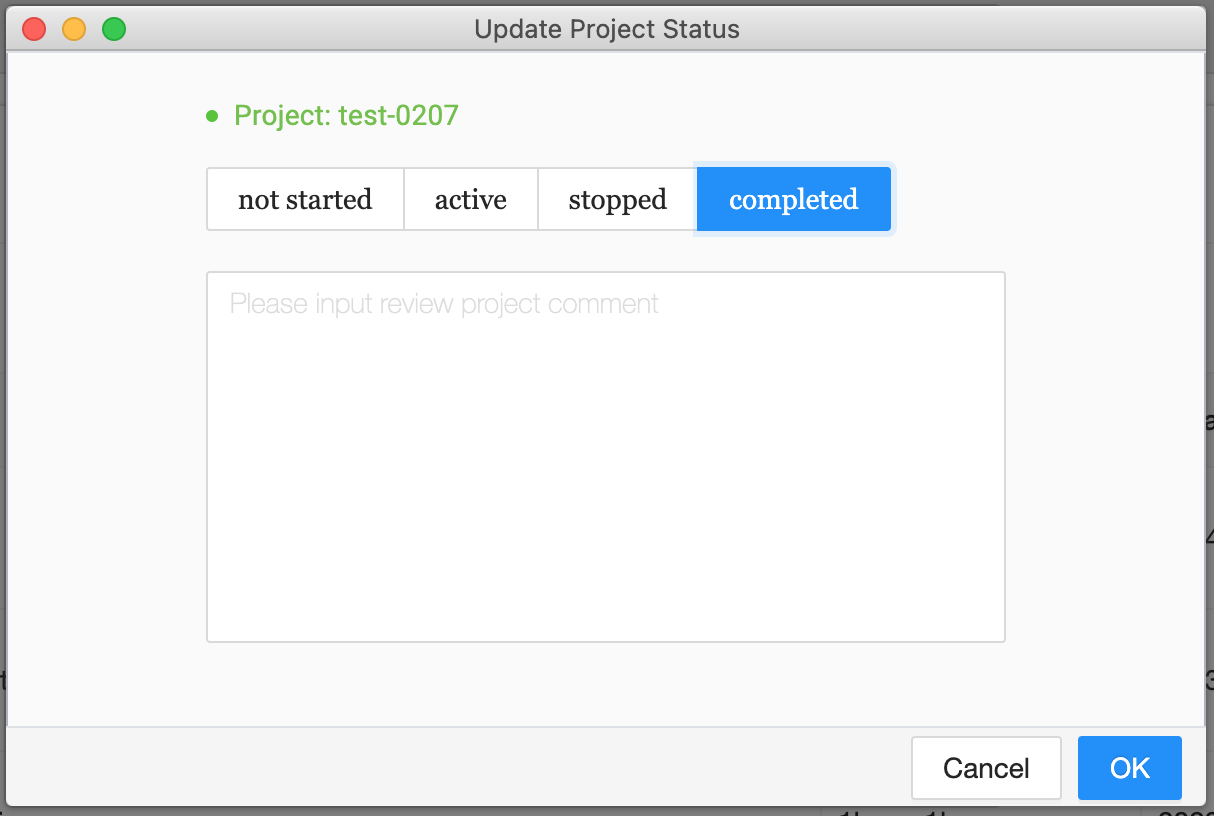 Update Project Status
Project: test-0207
not started active stopped completed
Please input review project comment
Cancel OK